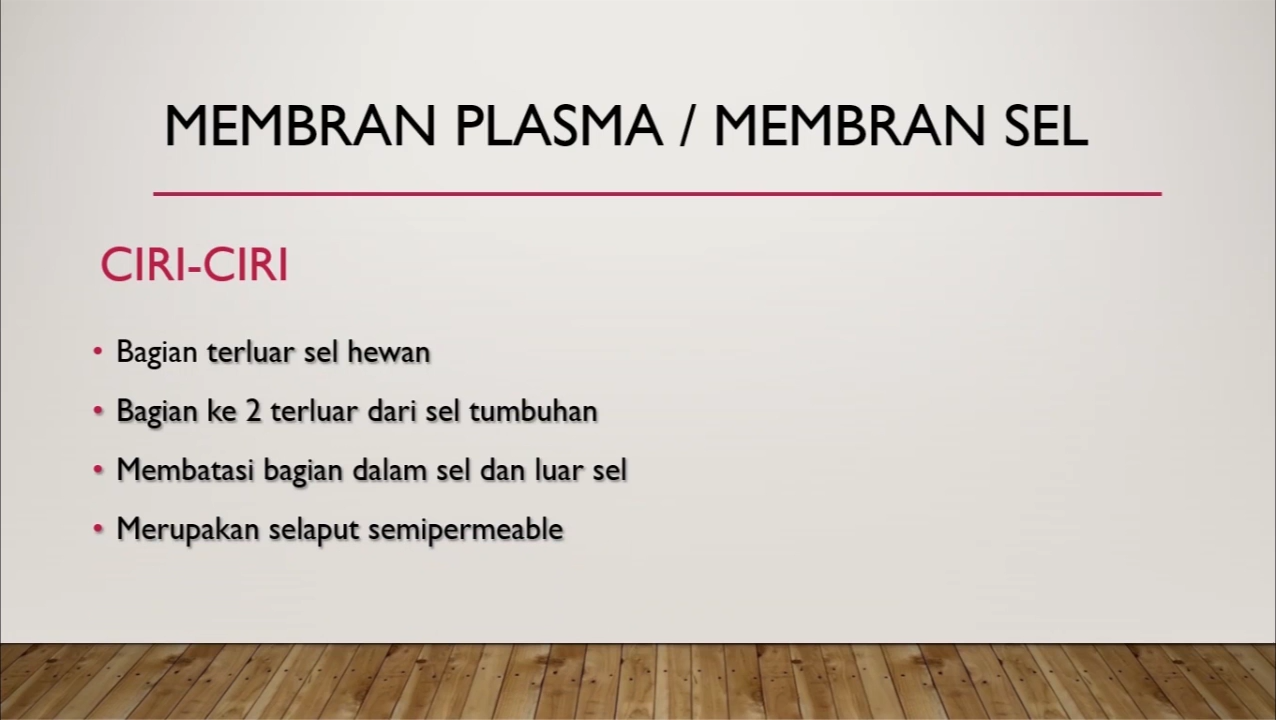 MEMBRAN PLASMA / MEMBRAN SEL
CIRI-CIRI
• Bagian terluar sel hewan
• Bagian ke 2 terluar dari sel tumbuhan
• Membatasi bagian dalam sel dan luar sel
• Merupakan selaput semipermeable